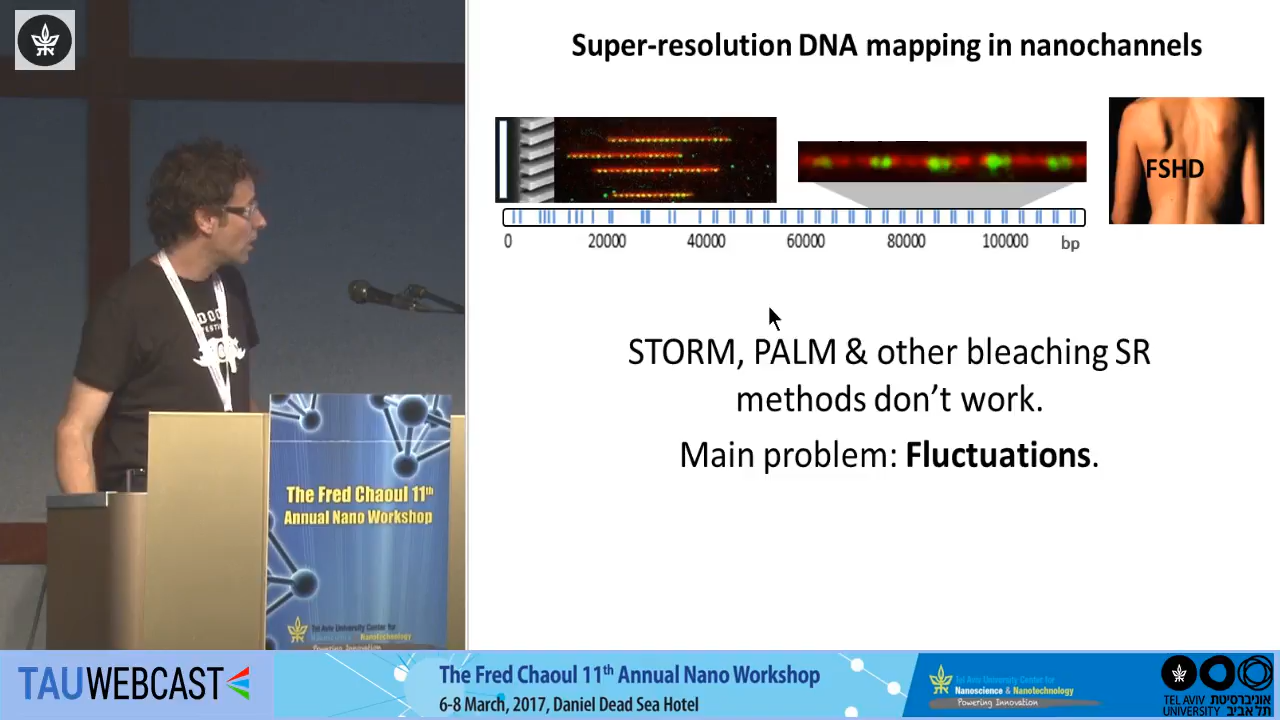 Super-resolution DNA mapping in nanochannels
FSHD
0 20000 40000 60000 80000 100000 bp
STORM, PALM & other bleaching SR
methods don't work.
Main problem: Fluctuations.
DOC
The Fred Chaoul 11th
Annual Nano Workshop
Tel Aviv University Center for
Nanoscience & Nanotechnology
Powering Innovation
TAUWEBCAST
The Fred Chaoul 11th Annual Nano Workshop
6-8 March, 2017, Daniel Dead Sea Hotel
Tel Aviv University Center for
Nanoscience & Nanotechnology
Powering Innovation
TEL AVIV אוניברסיטת
UNIVERSITY תל אביב